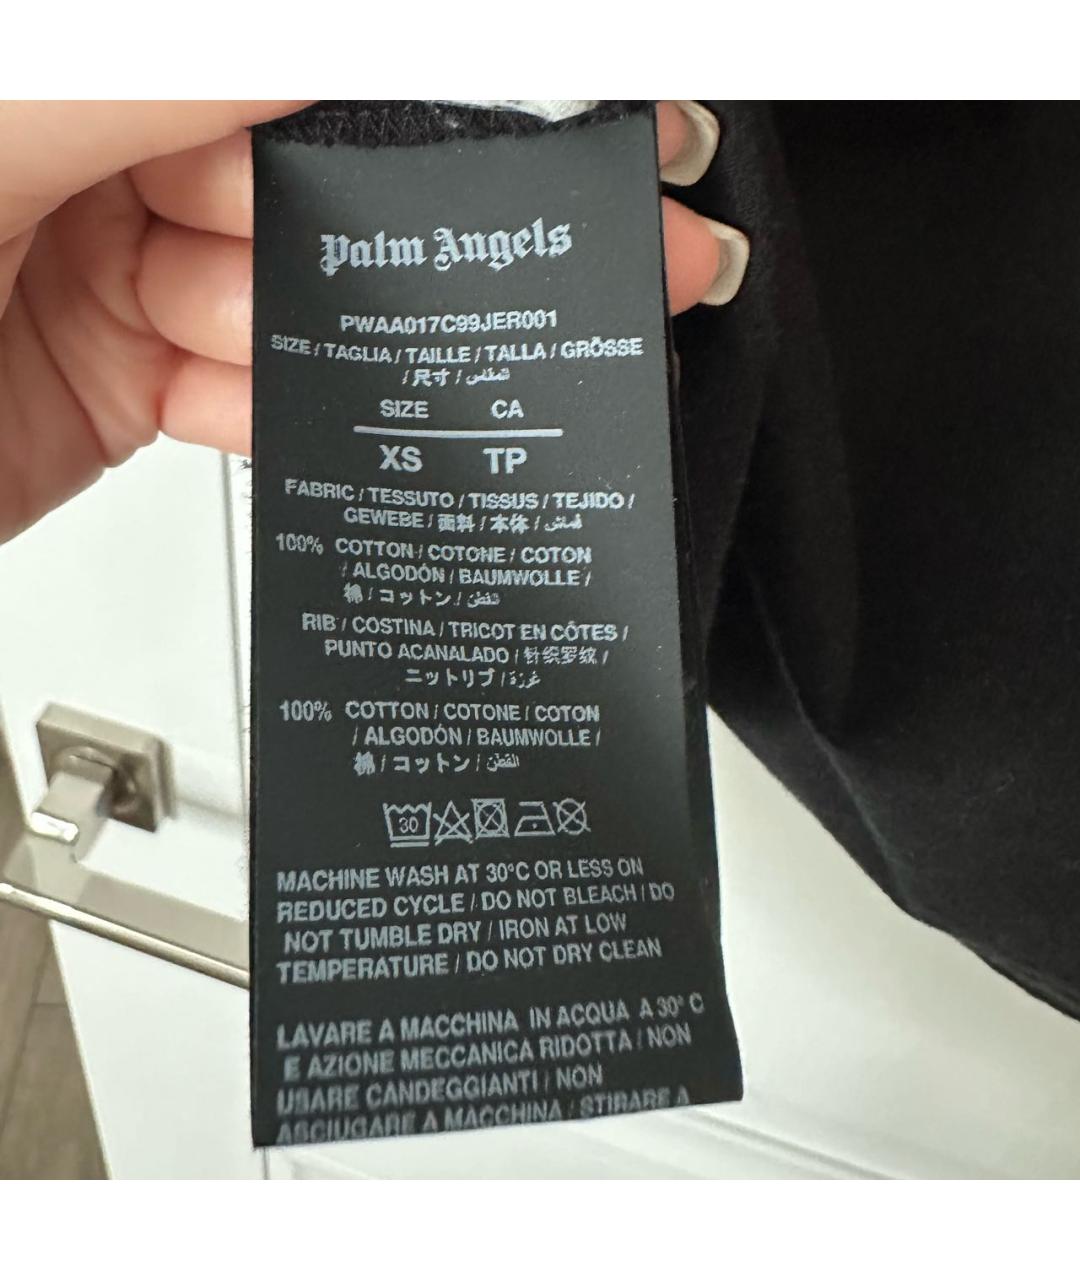 Palm Angels
PWAA017C99JER001
SIZE / TAGLIA / TAILLE / TALLA / GRÖSSE
/ 尺寸 /
SIZE CA
XS TP
FABRIC / TESSUTO / TISSUS / TEJIDO /
GEWEBE / 面料 / 本体 / قماش
100% COTTON / COTONE / COTON
/ ALGODÓN / BAUMWOLLE /
棉 / コットン / قطن
RIB / COSTINA / TRICOT EN CÔTES /
PUNTO ACANALADO / 针织罗纹 /
ニットリブ / غرزة
100% COTTON / COTONE / COTON
/ ALGODÓN / BAUMWOLLE /
棉 / コットン / القطن
30
MACHINE WASH AT 30°C OR LESS ON
REDUCED CYCLE / DO NOT BLEACH / DO
NOT TUMBLE DRY / IRON AT LOW
TEMPERATURE / DO NOT DRY CLEAN
LAVARE A MACCHINA IN ACQUA A 30° C
E AZIONE MECCANICA RIDOTTA / NON
USARE CANDEGGIANTI / NON
ASCIUGARE A MACCHINA / STIRARE A